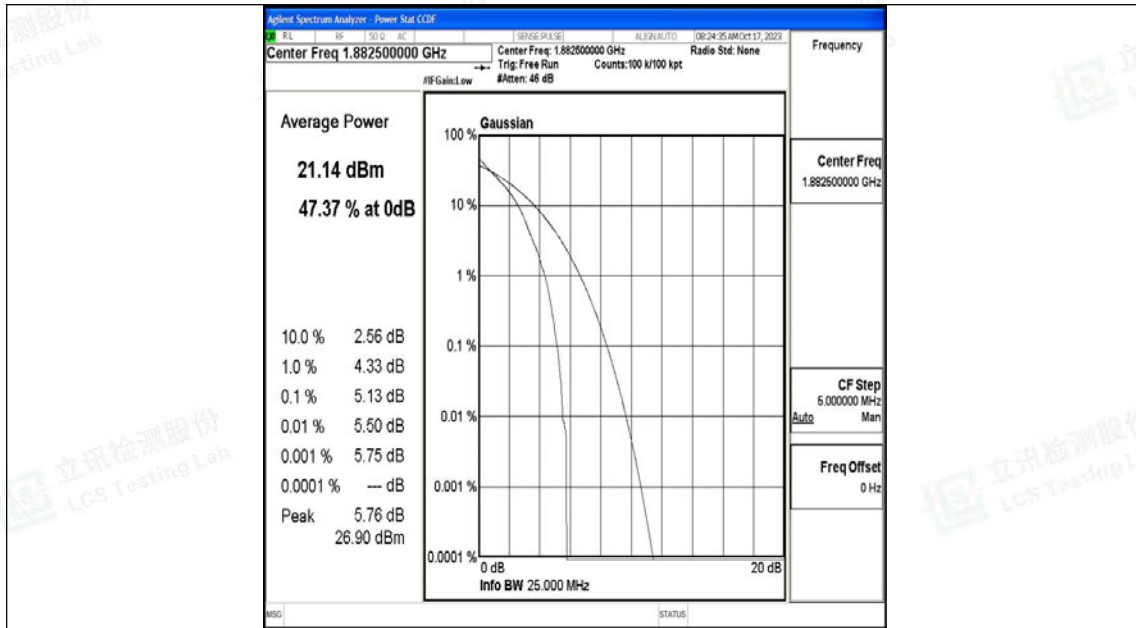 Agilent Spectrum Analyzer - Power Stat CCDF
RL RF 50 Ω AC SENSE:PULSE ALIGNAUTO 08:24:35 AM Oct 17, 2023
Center Freq 1.882500000 GHz
Center Freq: 1.882500000 GHz Radio Std: None
Trig: Free Run Counts:100 k/100 kpt
#IFGain:Low #Atten: 46 dB
Frequency
Average Power
21.14 dBm
47.37 % at 0dB
10.0 % 2.56 dB
1.0 % 4.33 dB
0.1 % 5.13 dB
0.01 % 5.50 dB
0.001 % 5.75 dB
0.0001 % --- dB
Peak 5.76 dB
26.90 dBm
Gaussian
100 %
10 %
1 %
0.1 %
0.01 %
0.001 %
0.0001 %
0 dB 20 dB
Info BW 25.000 MHz
Center Freq
1.882500000 GHz
CF Step
5.000000 MHz
Auto Man
Freq Offset
0 Hz
MSG STATUS
立讯检测股份
LCS Testing Lab
立讯检测股份